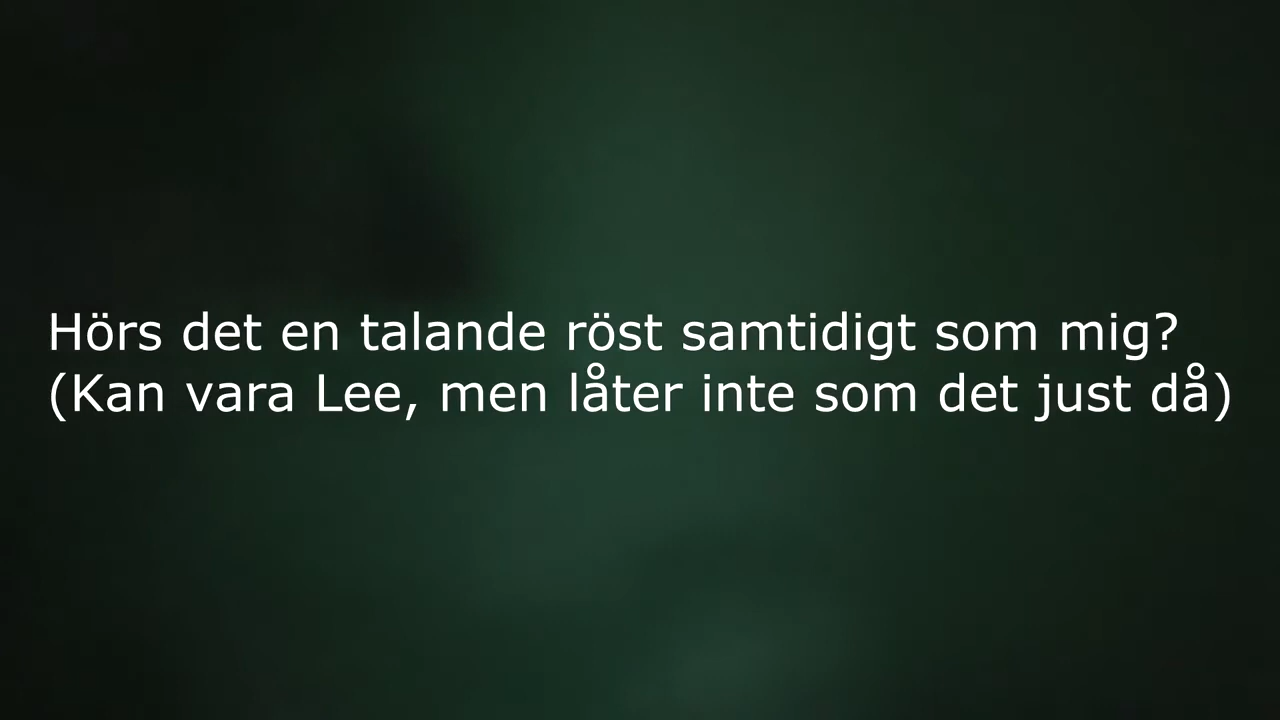 Hörs det en talande röst samtidigt som mig?
(Kan vara Lee, men låter inte som det just då)